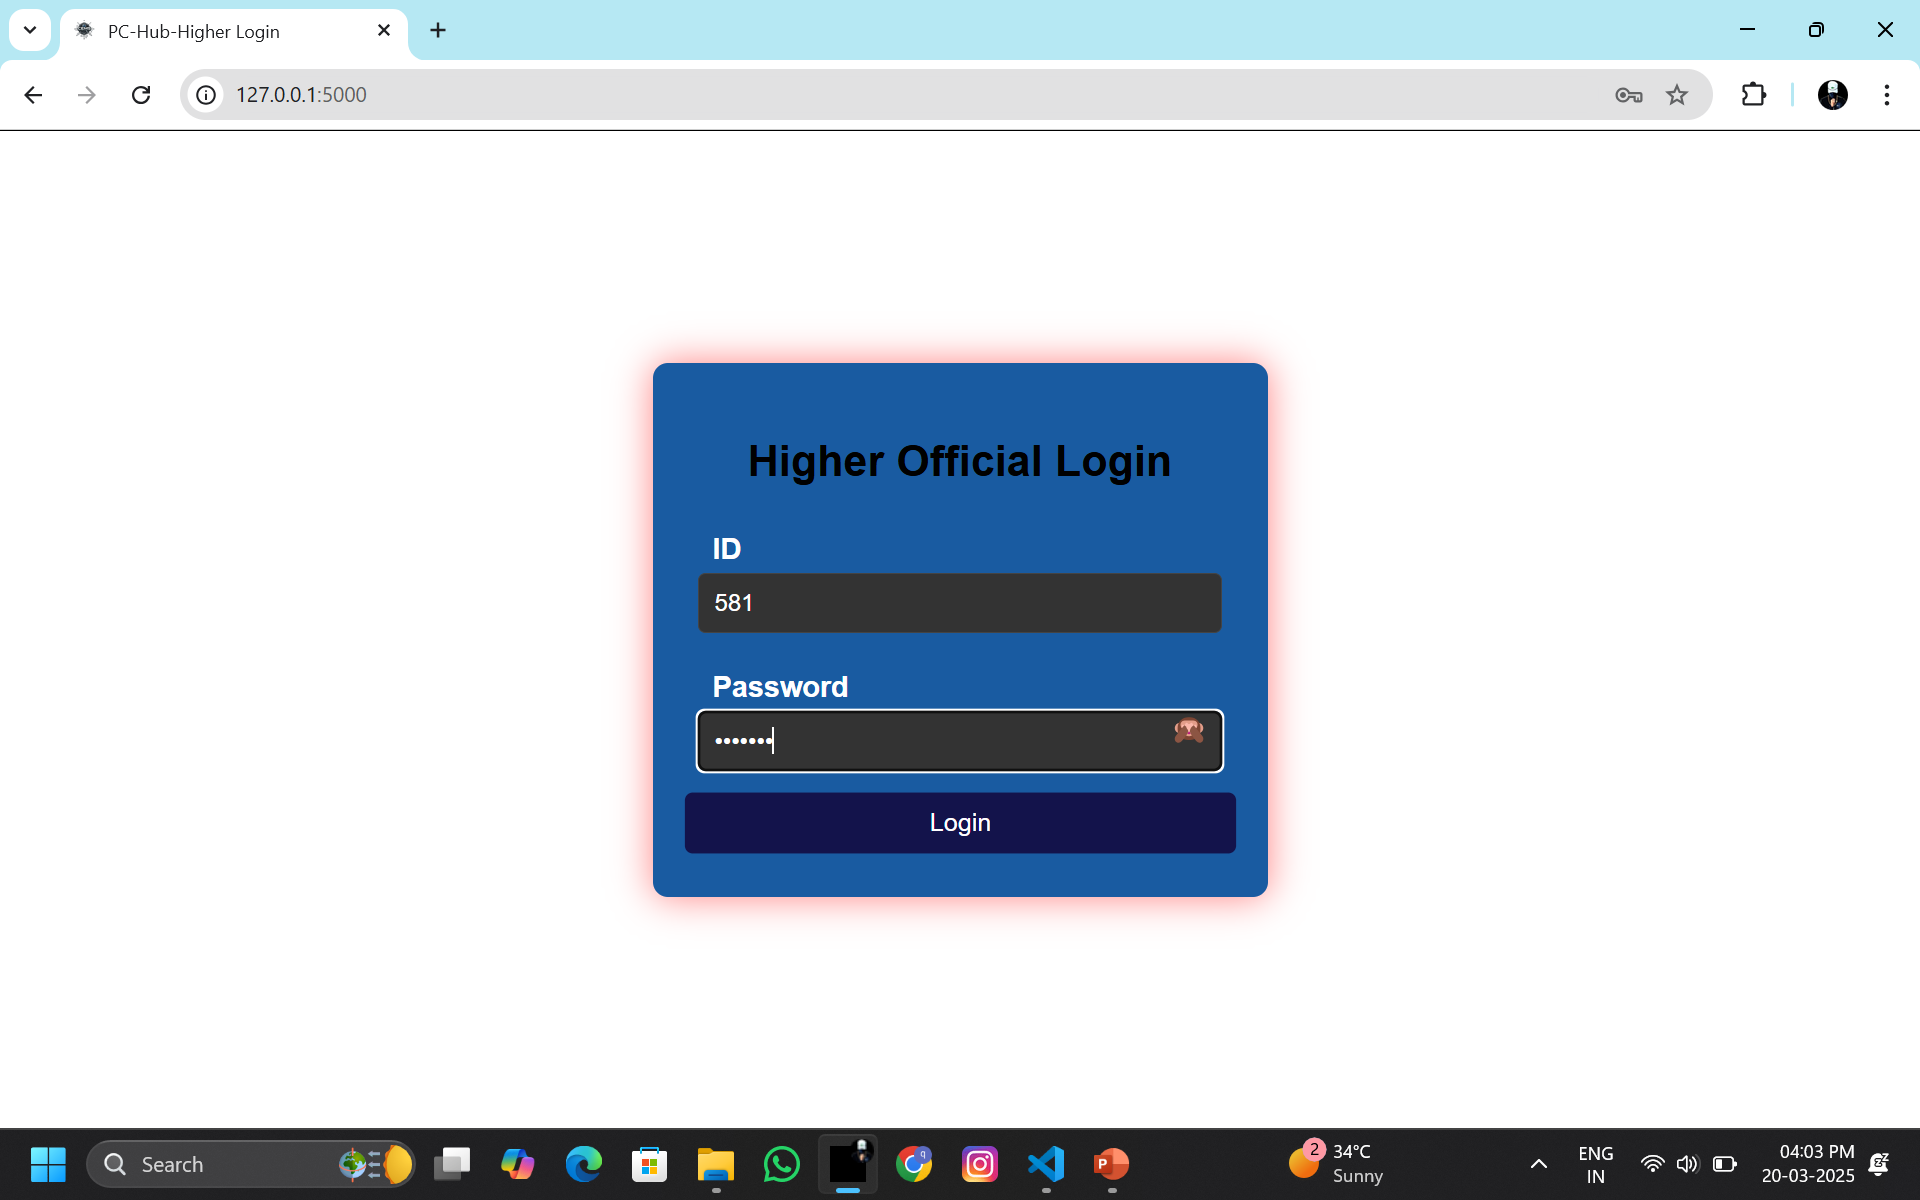 PC-Hub-Higher Login
127.0.0.1:5000
Higher Official Login
ID
581
Password
•••••••
Login
Search
2
34°C
Sunny
ENG
IN
04:03 PM
20-03-2025